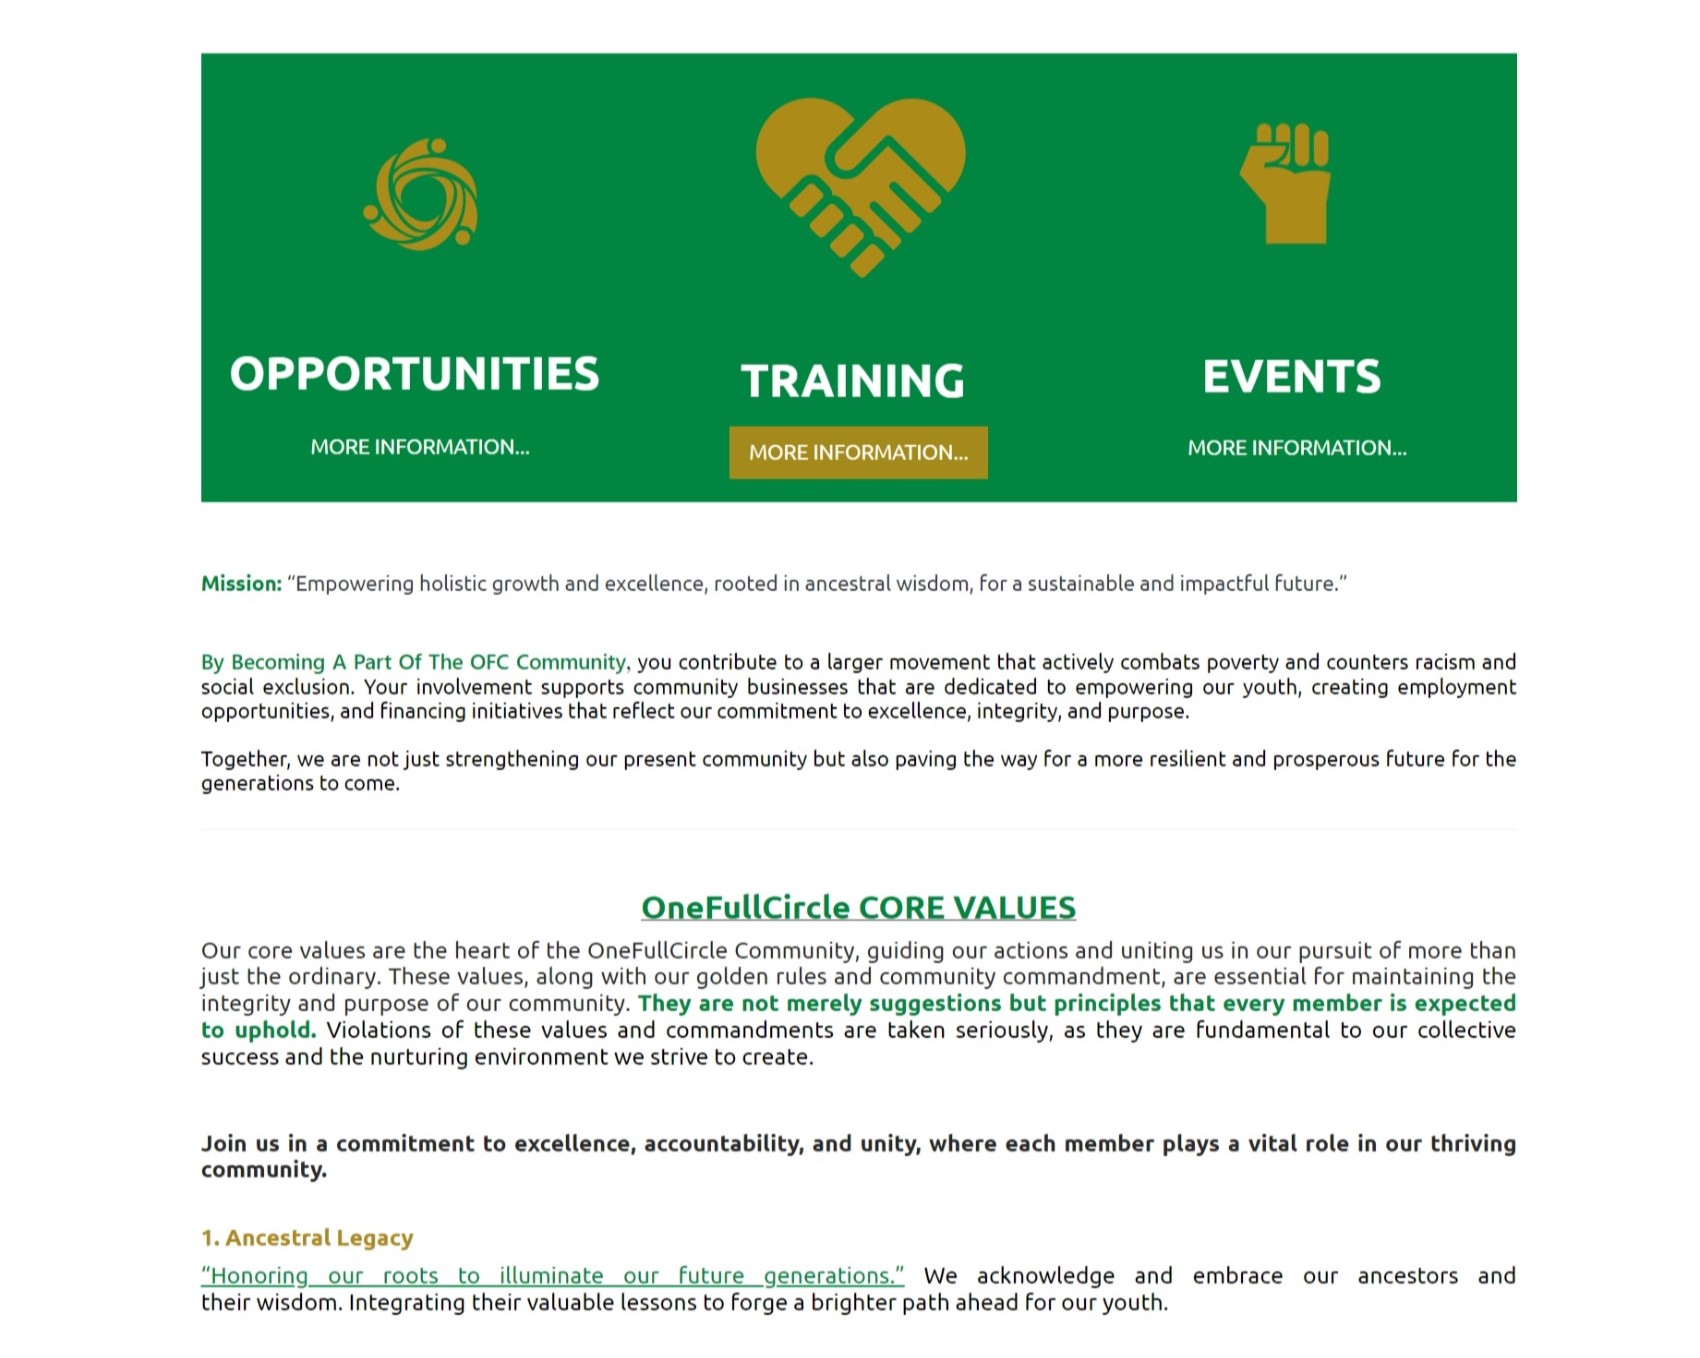 OPPORTUNITIES
TRAINING
EVENTS
MORE INFORMATION...
MORE INFORMATION...
MORE INFORMATION...
Mission: “Empowering holistic growth and excellence, rooted in ancestral wisdom, for a sustainable and impactful future.”
By Becoming A Part Of The OFC Community, you contribute to a larger movement that actively combats poverty and counters racism and
social exclusion. Your involvement supports community businesses that are dedicated to empowering our youth, creating employment
opportunities, and financing initiatives that reflect our commitment to excellence, integrity, and purpose.
Together, we are not just strengthening our present community but also paving the way for a more resilient and prosperous future for the
generations to come.
OneFullCircle CORE VALUES
Our core values are the heart of the OneFullCircle Community, guiding our actions and uniting us in our pursuit of more than
just the ordinary. These values, along with our golden rules and community commandment, are essential for maintaining the
integrity and purpose of our community. They are not merely suggestions but principles that every member is expected
to uphold. Violations of these values and commandments are taken seriously, as they are fundamental to our collective
success and the nurturing environment we strive to create.
Join us in a commitment to excellence, accountability, and unity, where each member plays a vital role in our thriving
community.
1. Ancestral Legacy
“Honoring our roots to illuminate our future generations.” We acknowledge and embrace our ancestors and
their wisdom. Integrating their valuable lessons to forge a brighter path ahead for our youth.